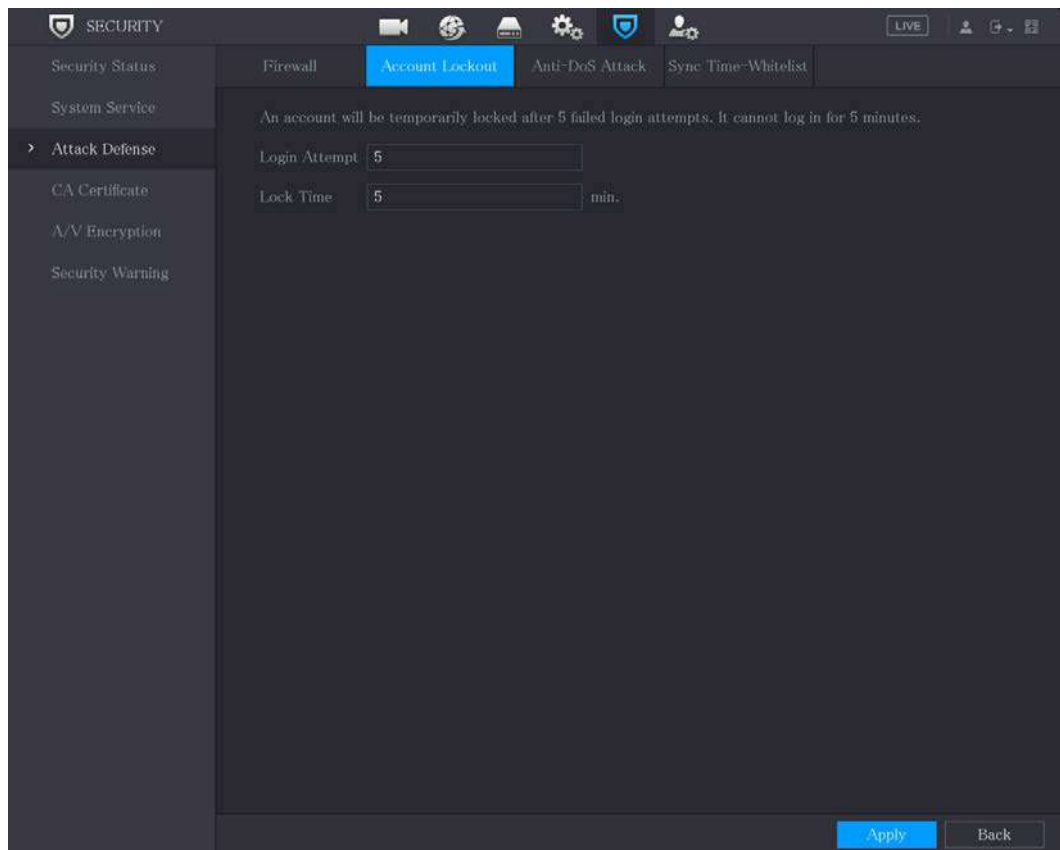 SECURITY
LIVE
Security Status
System Service
Attack Defense
CA Certificate
A/V Encryption
Security Warning
Firewall Account Lockout Anti-DoS Attack Sync Time-Whitelist
An account will be temporarily locked after 5 failed login attempts. It cannot log in for 5 minutes.
Login Attempt 5
Lock Time 5 min.
Apply Back